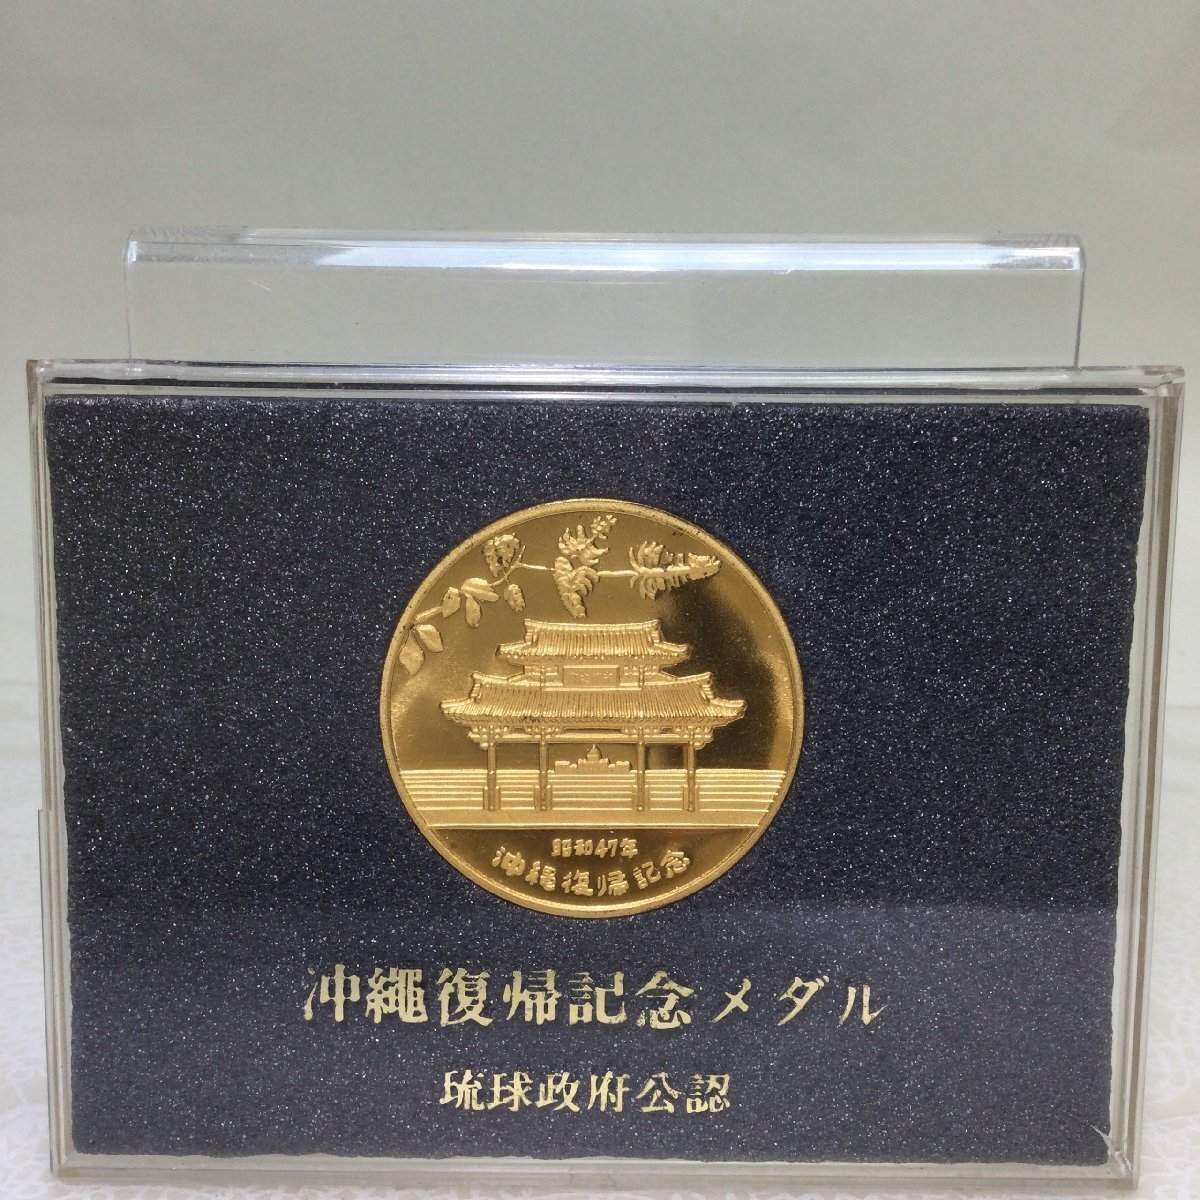 昭和47年
沖縄復帰記念
沖繩復帰記念メダル
琉球政府公認